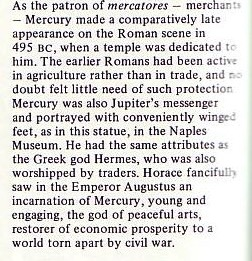 As the patron of mercatores – merchants
– Mercury made a comparatively late
appearance on the Roman scene in
495 BC, when a temple was dedicated to
him. The earlier Romans had been active
in agriculture rather than in trade, and no
doubt felt little need of such protection
Mercury was also Jupiter's messenger
and portrayed with conveniently winged
feet, as in this statue, in the Naples
Museum. He had the same attributes as
the Greek god Hermes, who was also
worshipped by traders. Horace fancifully
saw in the Emperor Augustus an
incarnation of Mercury, young and
engaging, the god of peaceful arts,
restorer of economic prosperity to a
world torn apart by civil war.